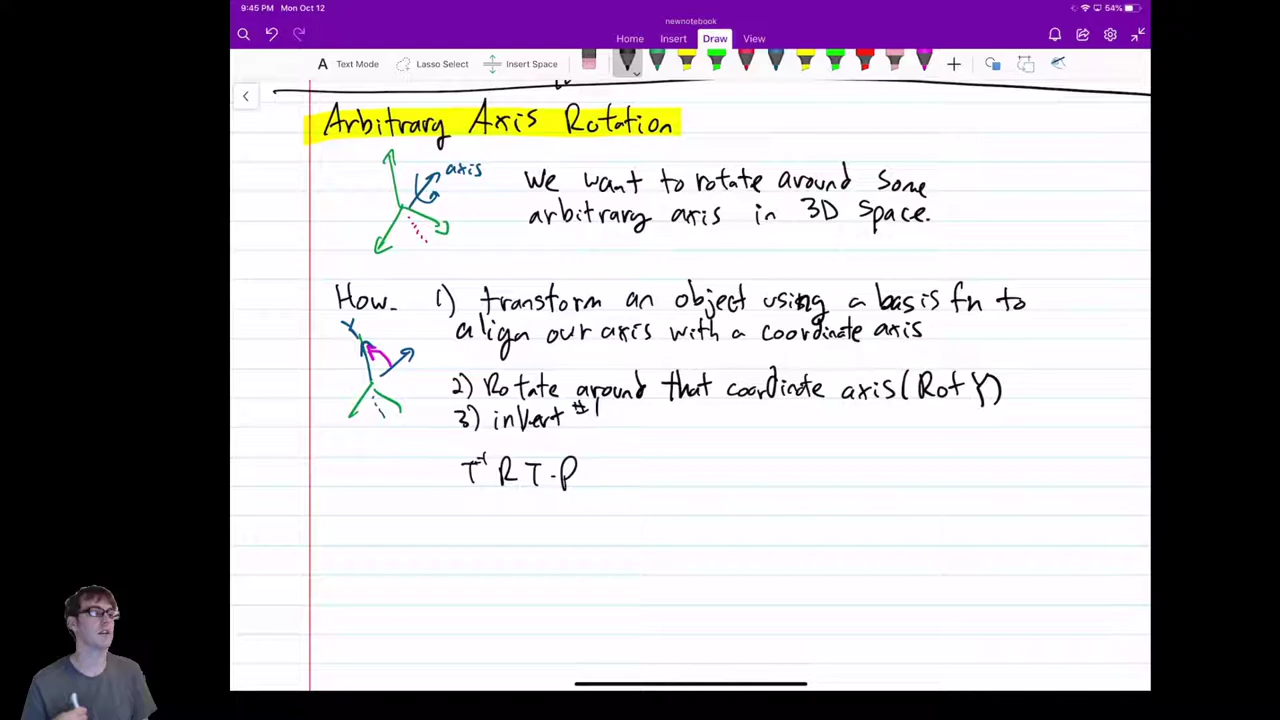 9:45 PM Mon Oct 12
54%
newnotebook
Home Insert Draw View
Text Mode Lasso Select Insert Space
Arbitrary Axis Rotation
axis
We want to rotate around some
arbitrary axis in 3D space.
How. 1) transform an object using a basis fn to
align our axis with a coordinate axis
Y
2) Rotate around that coordinate axis (Rot Y)
3) invert #1
T⁻¹ R T · P